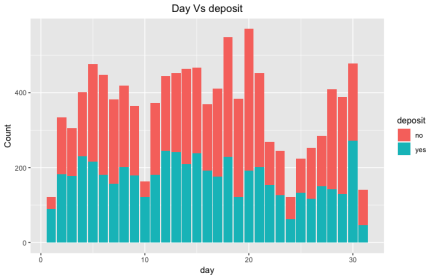 Day Vs deposit
Count
400
200
0
0
10
20
30
day
deposit
no
yes